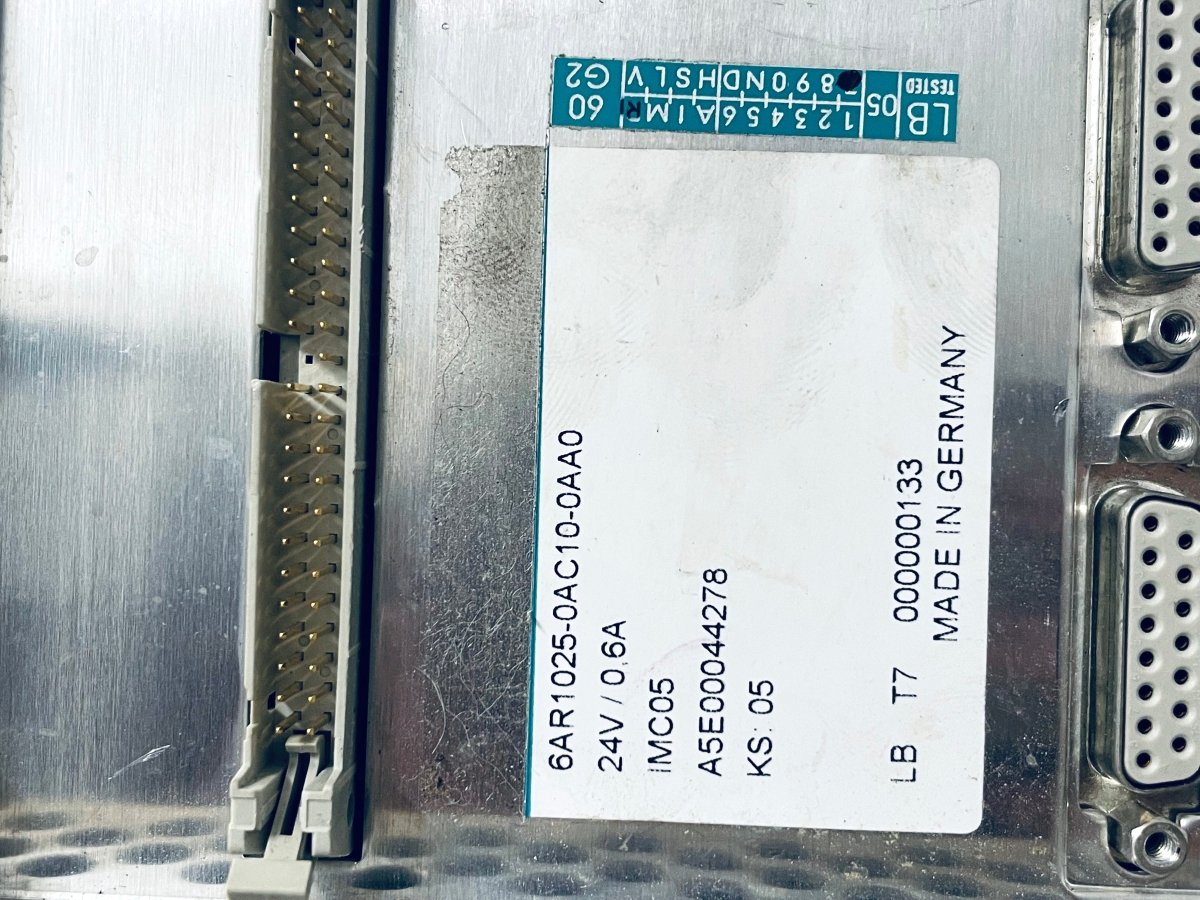 6AR1025-0AC10-0AA0
24V / 0,6A
IMC05
A5E00044278
KS: 05
LB T7 000000133
MADE IN GERMANY
LB 05 1 2 3 4 5 6 A I M 60
TESTED 8 9 0 N D H S L V G2